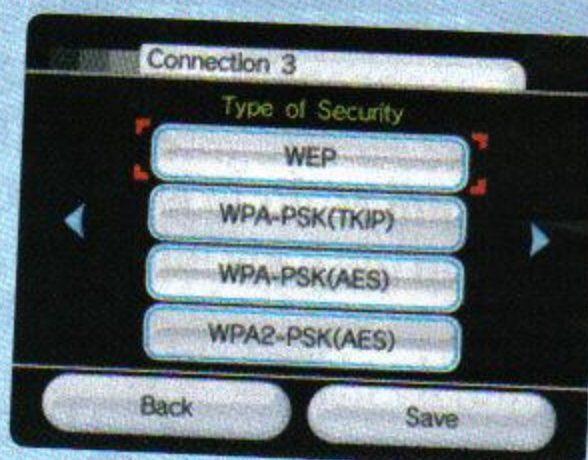 Connection 3
Type of Security
WEP
WPA-PSK(TKIP)
WPA-PSK(AES)
WPA2-PSK(AES)
Back
Save